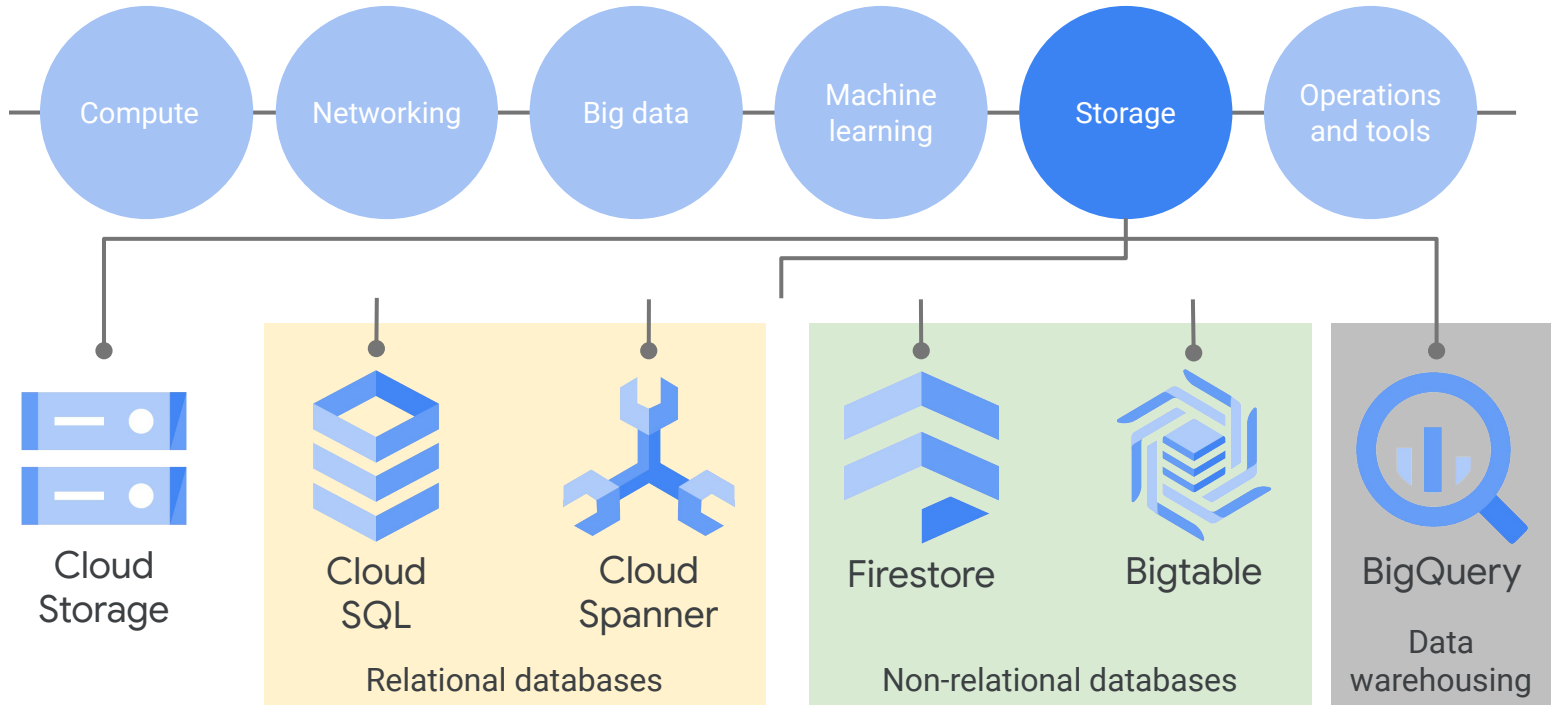 Compute
Networking
Big data
Machine
learning
Storage
Operations
and tools
Cloud
Storage
Cloud
SQL
Cloud
Spanner
Relational databases
Firestore
Bigtable
Non-relational databases
BigQuery
Data
warehousing